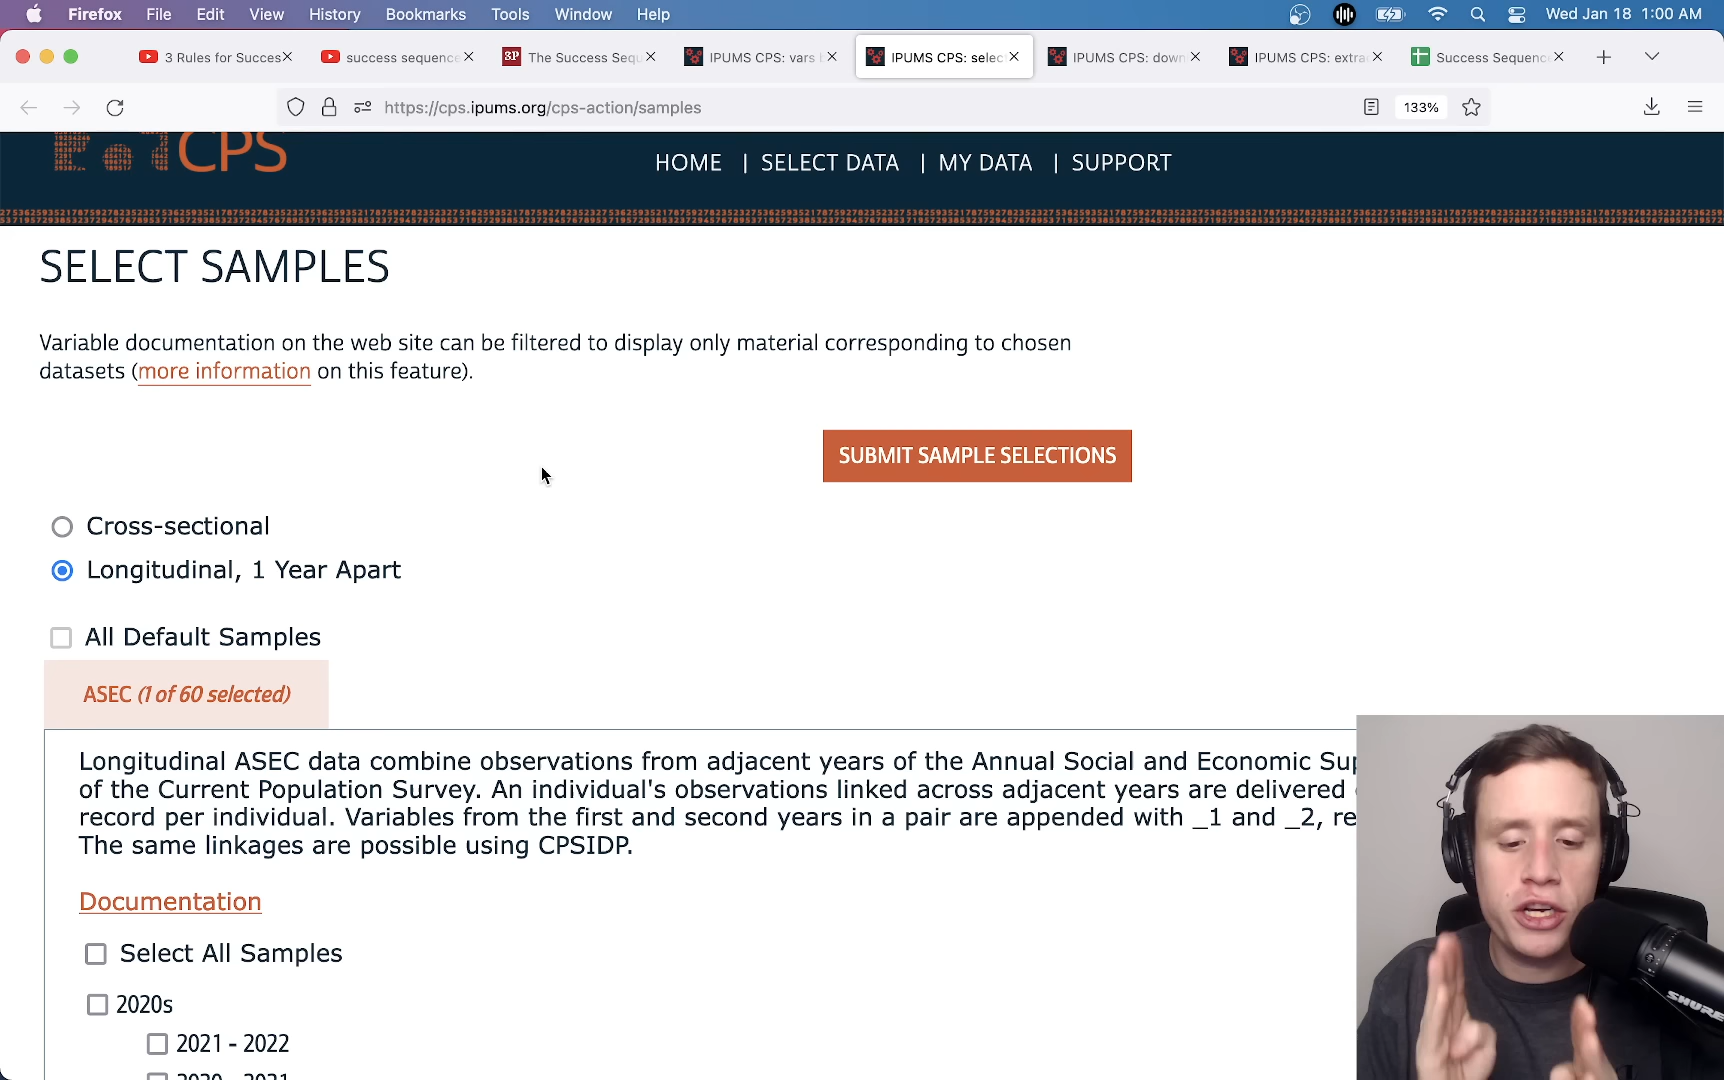 Firefox File Edit View History Bookmarks Tools Window Help Wed Jan 18 1:00 AM
3 Rules for Succes success sequence 3P The Success Sequ IPUMS CPS: vars IPUMS CPS: selec IPUMS CPS: down IPUMS CPS: extra Success Sequenc
https://cps.ipums.org/cps-action/samples 133%
CPS
HOME | SELECT DATA | MY DATA | SUPPORT
SELECT SAMPLES
Variable documentation on the web site can be filtered to display only material corresponding to chosen
datasets (more information on this feature).
SUBMIT SAMPLE SELECTIONS
Cross-sectional
Longitudinal, 1 Year Apart
All Default Samples
ASEC (1 of 60 selected)
Longitudinal ASEC data combine observations from adjacent years of the Annual Social and Economic Sup
of the Current Population Survey. An individual's observations linked across adjacent years are delivered
record per individual. Variables from the first and second years in a pair are appended with _1 and _2, re
The same linkages are possible using CPSIDP.
Documentation
Select All Samples
2020s
2021 - 2022
2020 - 2021
SHURE